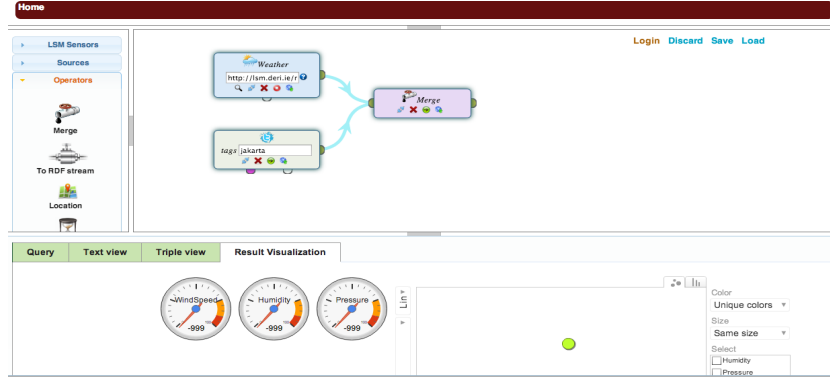 Home
LSM Sensors
Sources
Operators
Merge
To RDF stream
Location
Login Discard Save Load
Weather
http://lsm.deri.ie/r
tags jakarta
Merge
Query Text view Triple view Result Visualization
WindSpeed
-999
Humidity
-999
Pressure
-999
Lin
Color
Unique colors
Size
Same size
Select
Humidity
Pressure